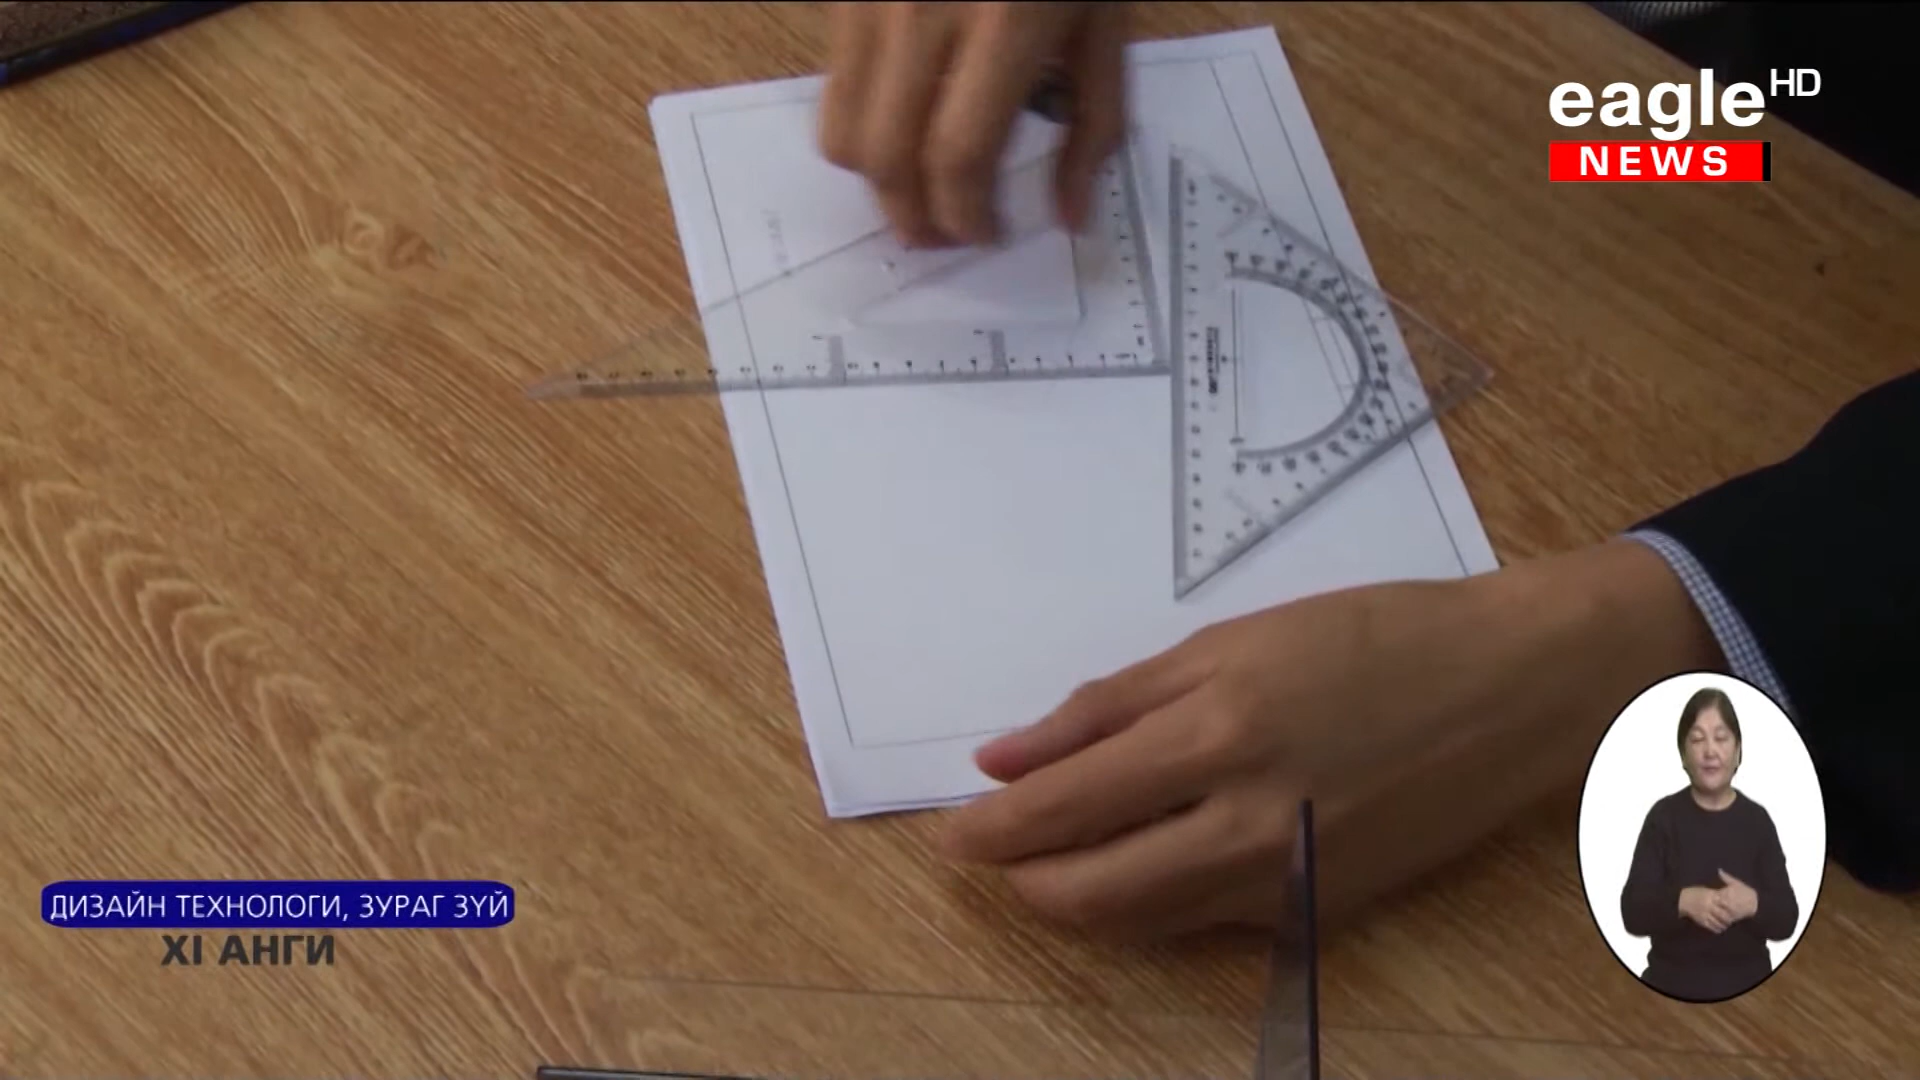 eagle HD
NEWS
ДИЗАЙН ТЕХНОЛОГИ, ЗУРАГ ЗҮЙ
XI АНГИ